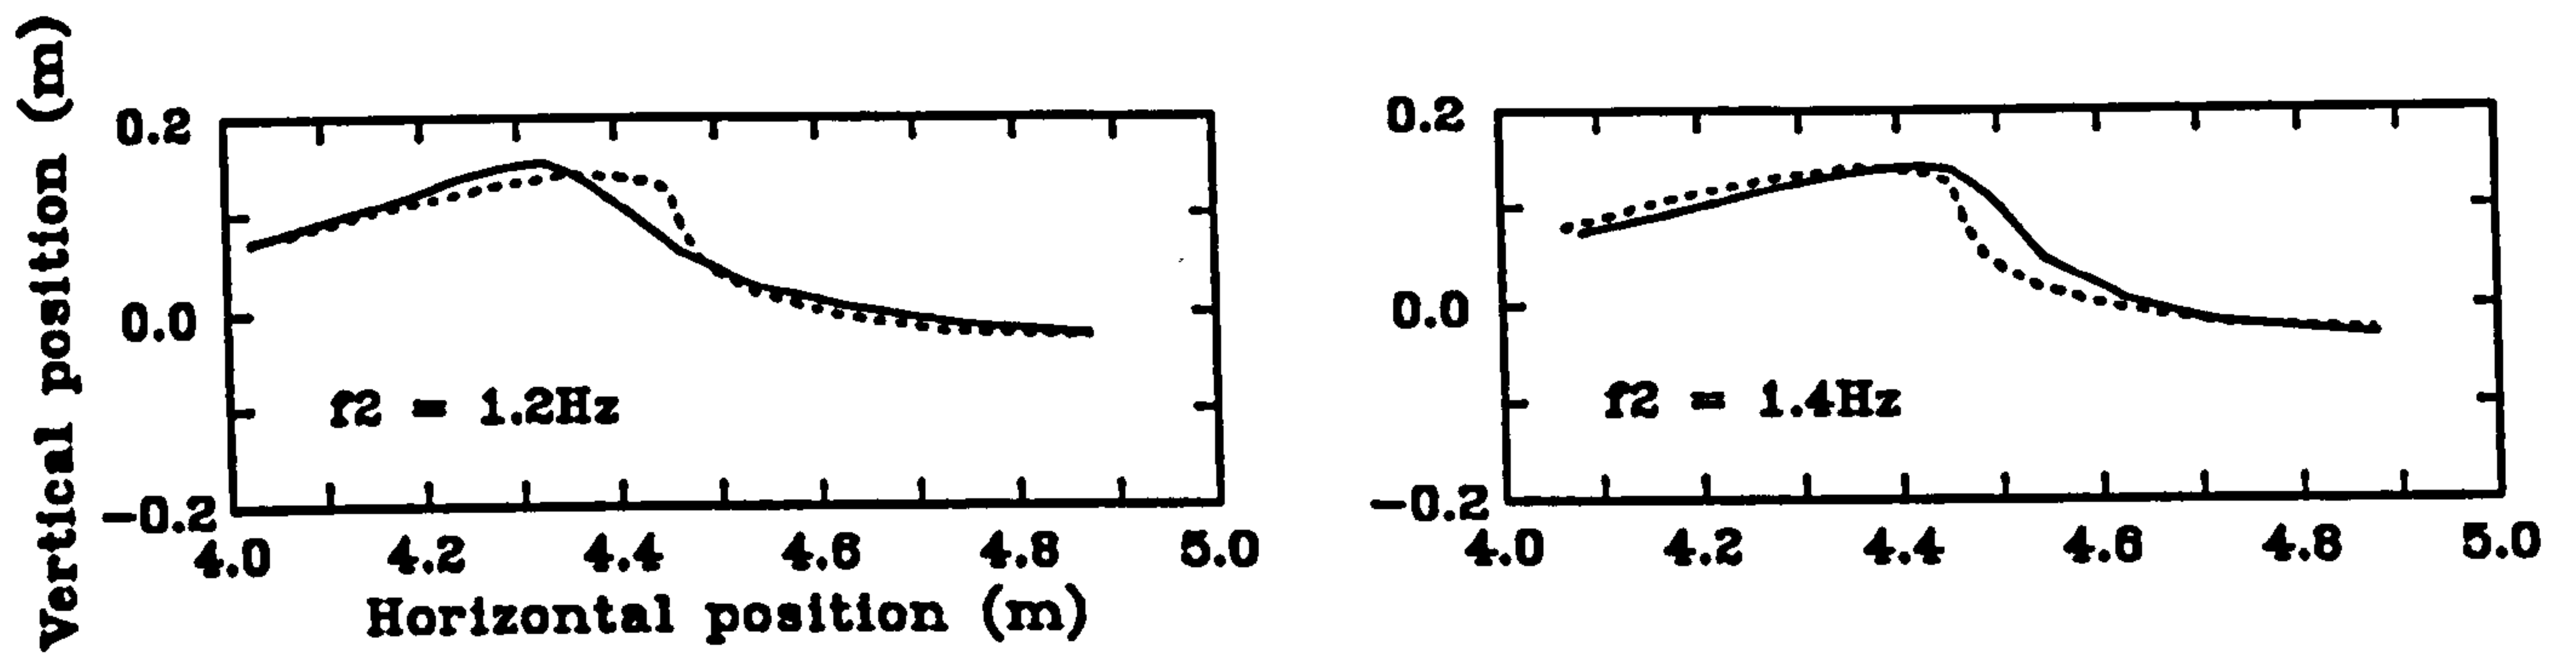 Vertical position (m)
0.2
0.0
-0.2
f2 = 1.2Hz
4.0 4.2 4.4 4.6 4.8 5.0
Horizontal position (m)
0.2
0.0
-0.2
f2 = 1.4Hz
4.0 4.2 4.4 4.6 4.8 5.0